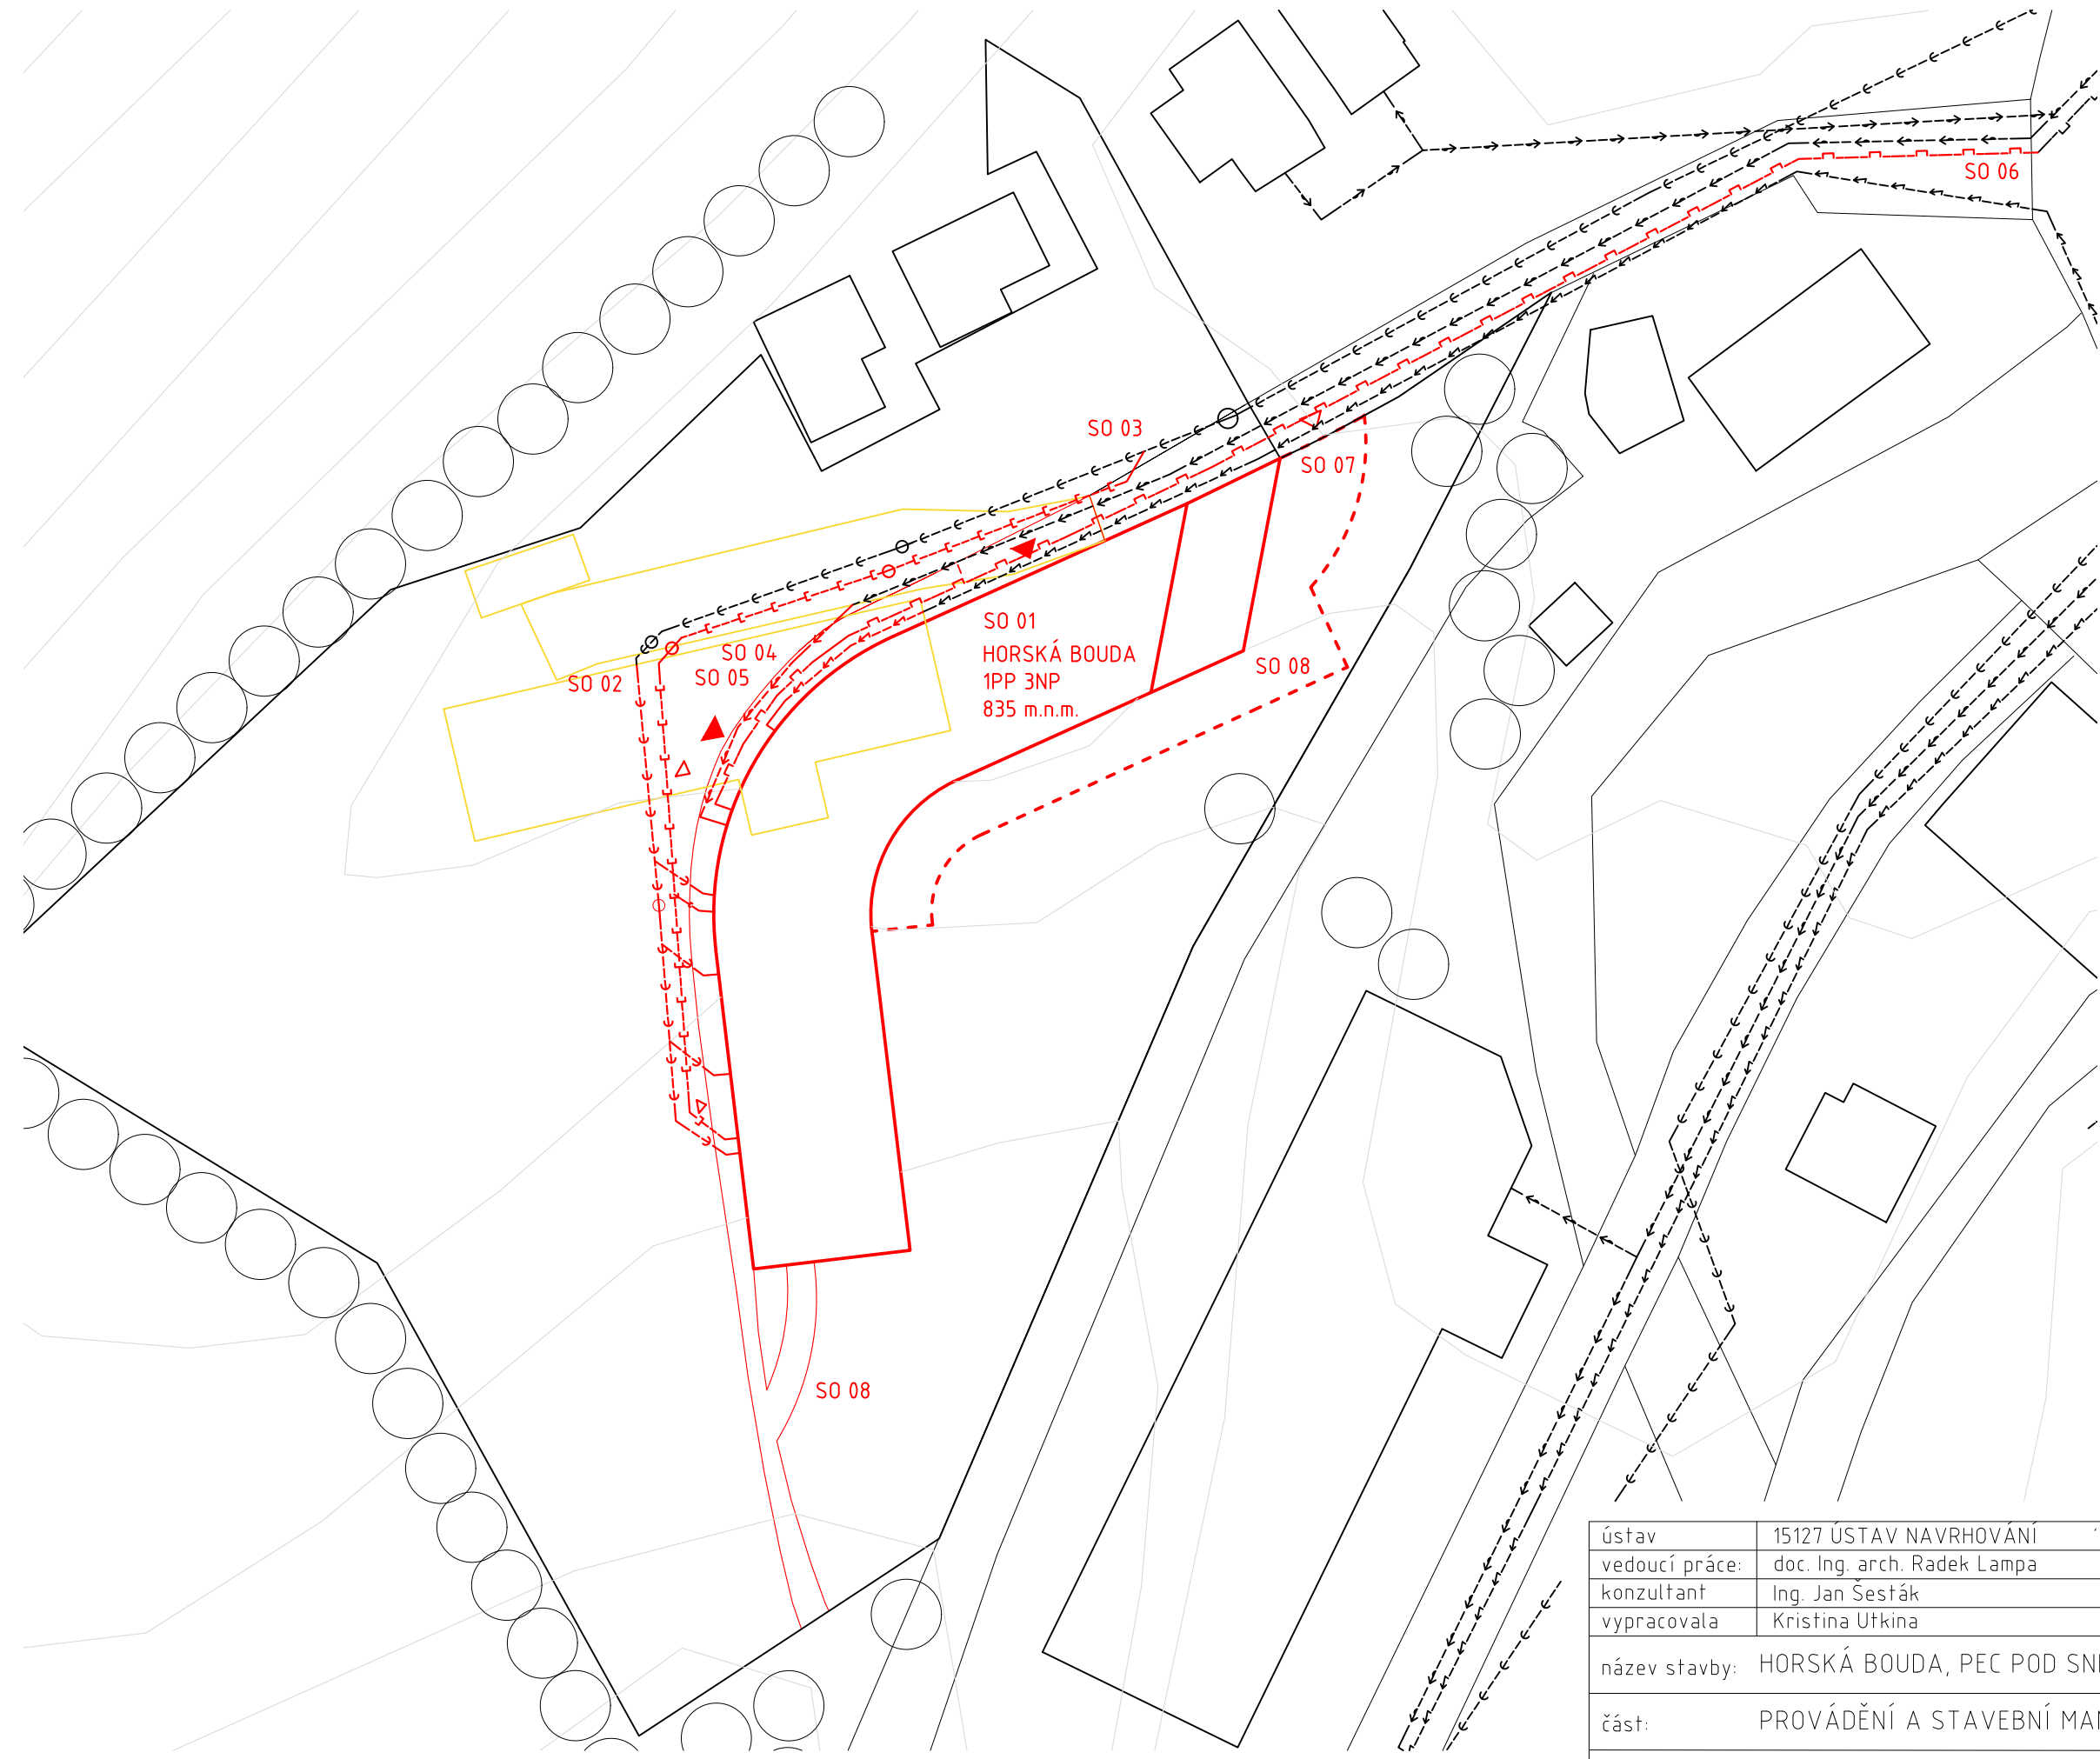 SO 06
SO 03
SO 07
SO 01
HORSKÁ BOUDA
1PP 3NP
835 m.n.m.
SO 04
SO 05
SO 02
SO 08
SO 08
ústav 15127 ÚSTAV NAVRHOVÁNÍ
vedoucí práce: doc. Ing. arch. Radek Lampa
konzultant Ing. Jan Šesták
vypracovala Kristina Utkina
název stavby: HORSKÁ BOUDA, PEC POD
část: PROVÁDĚNÍ A STAVEBNÍ